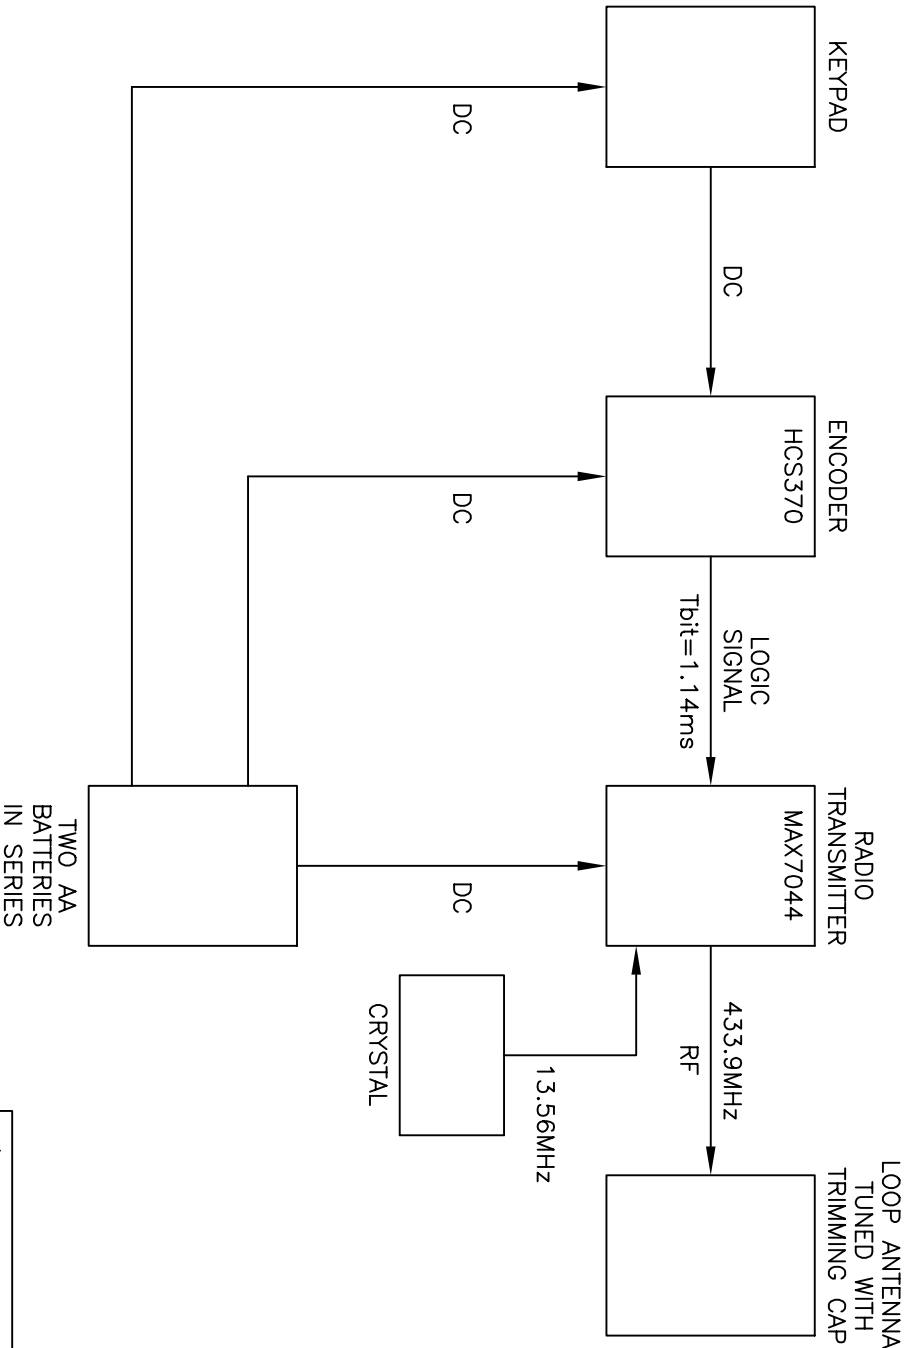 KEYPAD
DC
ENCODER
HCS370
LOGIC
SIGNAL
Tbit=1.14ms
RADIO
TRANSMITTER
MAX7044
433.9MHz
RF
LOOP ANTENNA
TUNED WITH
TRIMMING CAP
DC
DC
DC
13.56MHz
CRYSTAL
TWO AA
BATTERIES
IN SERIES